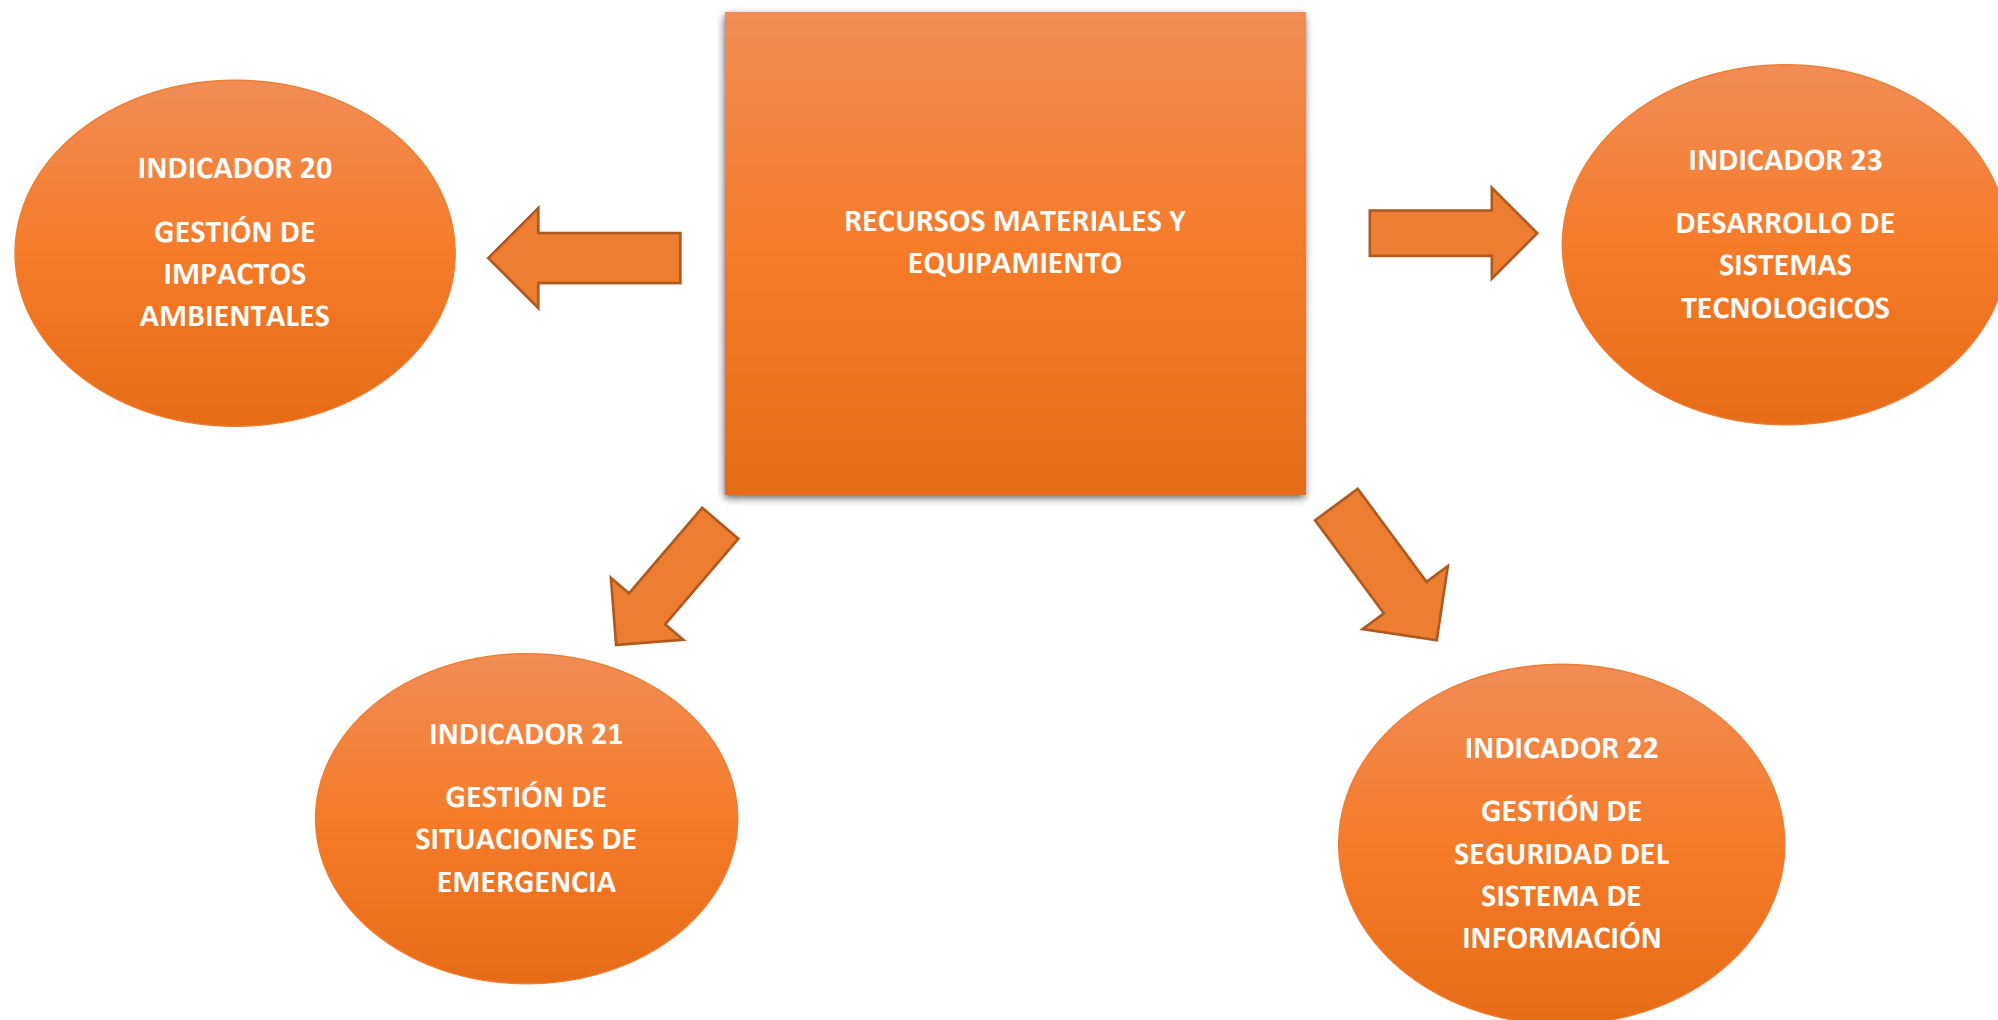 INDICADOR 20
GESTIÓN DE
IMPACTOS
AMBIENTALES
RECURSOS MATERIALES Y
EQUIPAMIENTO
INDICADOR 23
DESARROLLO DE
SISTEMAS
TECNOLOGICOS
INDICADOR 21
GESTIÓN DE
SITUACIONES DE
EMERGENCIA
INDICADOR 22
GESTIÓN DE
SEGURIDAD DEL
SISTEMA DE
INFORMACIÓN